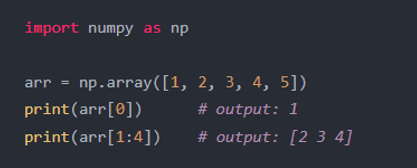 import numpy as np
arr = np.array([1, 2, 3, 4, 5])
print(arr[0])      # output: 1
print(arr[1:4])    # output: [2 3 4]